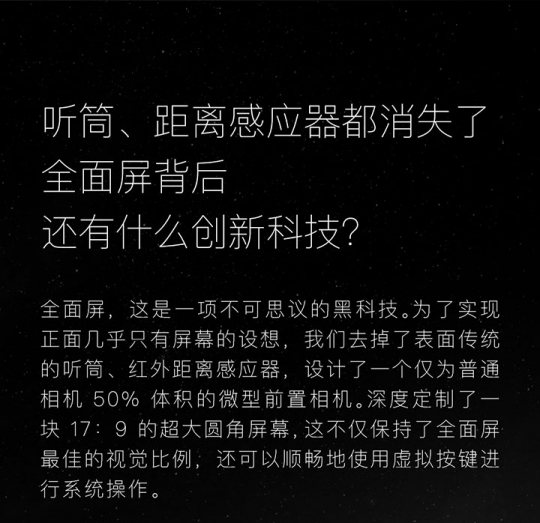 听筒、距离感应器都消失了
全面屏背后
还有什么创新科技？
全面屏，这是一项不可思议的黑科技。为了实现
正面几乎只有屏幕的设想，我们去掉了表面传统
的听筒、红外距离感应器，设计了一个仅为普通
相机 50% 体积的微型前置相机。深度定制了一
块 17：9 的超大圆角屏幕，这不仅保持了全面屏
最佳的视觉比例，还可以顺畅地使用虚拟按键进
行系统操作。